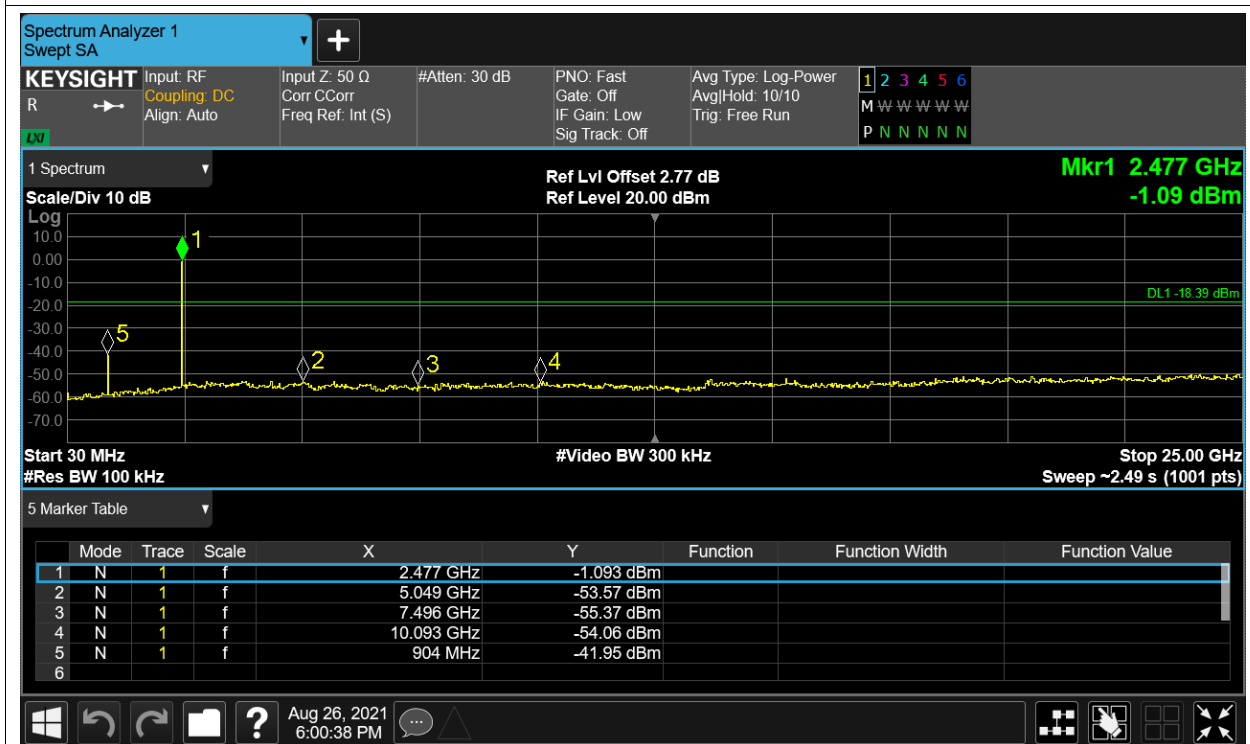 Spectrum Analyzer 1
Swept SA
KEYSIGHT
R
LXI
Input: RF
Coupling: DC
Align: Auto
Input Z: 50 Ω
Corr CCorr
Freq Ref: Int (S)
#Atten: 30 dB
PNO: Fast
Gate: Off
IF Gain: Low
Sig Track: Off
Avg Type: Log-Power
Avg|Hold: 10/10
Trig: Free Run
1 2 3 4 5 6
M W W W W W
P N N N N N
1 Spectrum
Scale/Div 10 dB
Ref Lvl Offset 2.77 dB
Ref Level 20.00 dBm
Mkr1 2.477 GHz
-1.09 dBm
Log
10.0
0.00
-10.0
-20.0
-30.0
-40.0
-50.0
-60.0
-70.0
1
5
2
3
4
DL1 -18.39 dBm
Start 30 MHz
#Video BW 300 kHz
Stop 25.00 GHz
#Res BW 100 kHz
Sweep ~2.49 s (1001 pts)
5 Marker Table
Mode Trace Scale X Y Function Function Width Function Value
1 N 1 f 2.477 GHz -1.093 dBm
2 N 1 f 5.049 GHz -53.57 dBm
3 N 1 f 7.496 GHz -55.37 dBm
4 N 1 f 10.093 GHz -54.06 dBm
5 N 1 f 904 MHz -41.95 dBm
6
?
Aug 26, 2021
6:00:38 PM